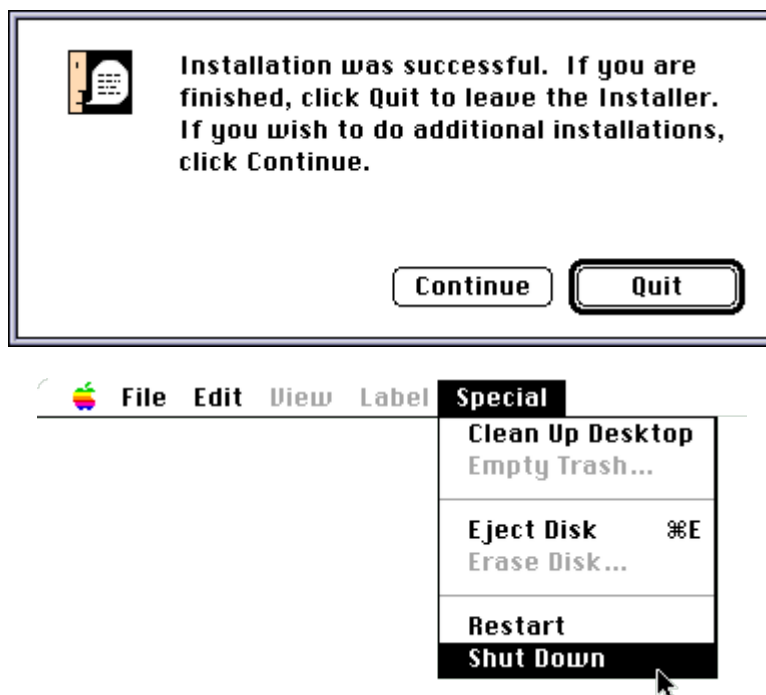 Installation was successful.  If you are
finished, click Quit to leave the Installer.
If you wish to do additional installations,
click Continue.
Continue
Quit
File Edit View Label Special
Clean Up Desktop
Empty Trash...
Eject Disk ⌘E
Erase Disk...
Restart
Shut Down